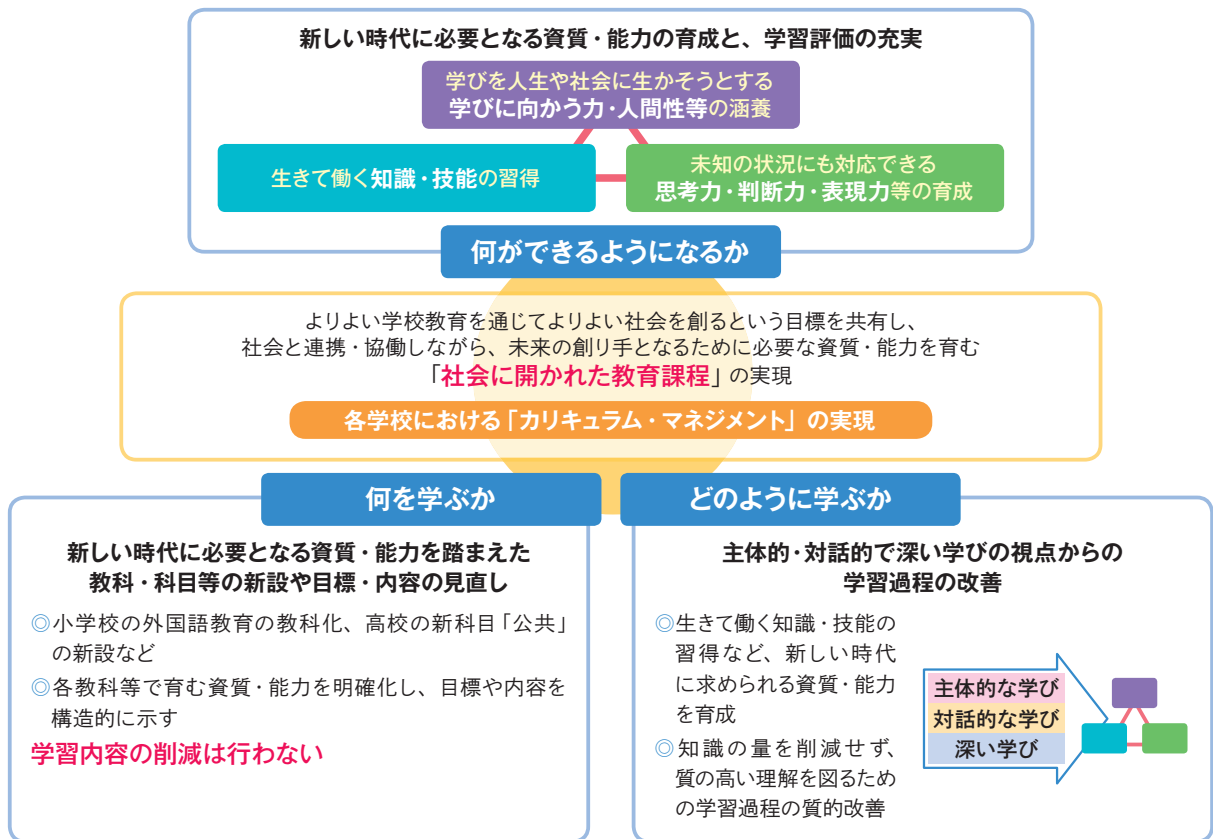 新しい時代に必要となる資質・能力の育成と、学習評価の充実
学びを人生や社会に生かそうとする
学びに向かう力・人間性等の涵養
生きて働く知識・技能の習得
未知の状況にも対応できる
思考力・判断力・表現力等の育成
何ができるようになるか
よりよい学校教育を通じてよりよい社会を創るという目標を共有し、
社会と連携・協働しながら、未来の創り手となるために必要な資質・能力を育む
「社会に開かれた教育課程」の実現
各学校における「カリキュラム・マネジメント」の実現
何を学ぶか
新しい時代に必要となる資質・能力を踏まえた
教科・科目等の新設や目標・内容の見直し
◎小学校の外国語教育の教科化、高校の新科目「公共」
の新設など
◎各教科等で育む資質・能力を明確化し、目標や内容を
構造的に示す
学習内容の削減は行わない
どのように学ぶか
主体的・対話的で深い学びの視点からの
学習過程の改善
◎生きて働く知識・技能の
習得など、新しい時代
に求められる資質・能力
を育成
◎知識の量を削減せず、
質の高い理解を図るため
の学習過程の質的改善
主体的な学び
対話的な学び
深い学び